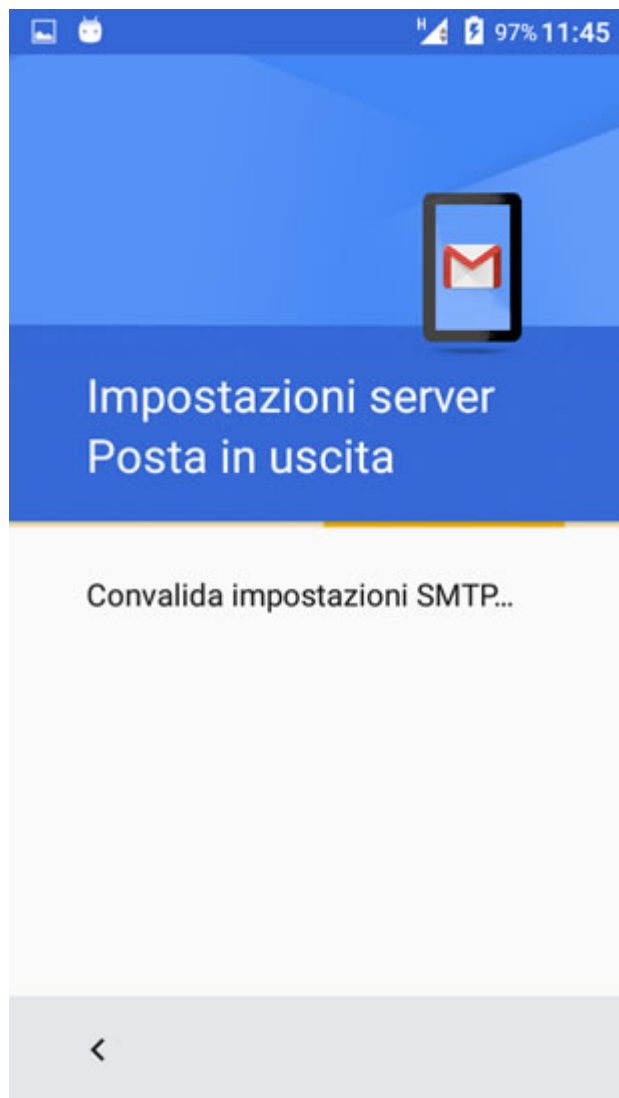 H 97% 11:45
Impostazioni server
Posta in uscita
Convalida impostazioni SMTP...